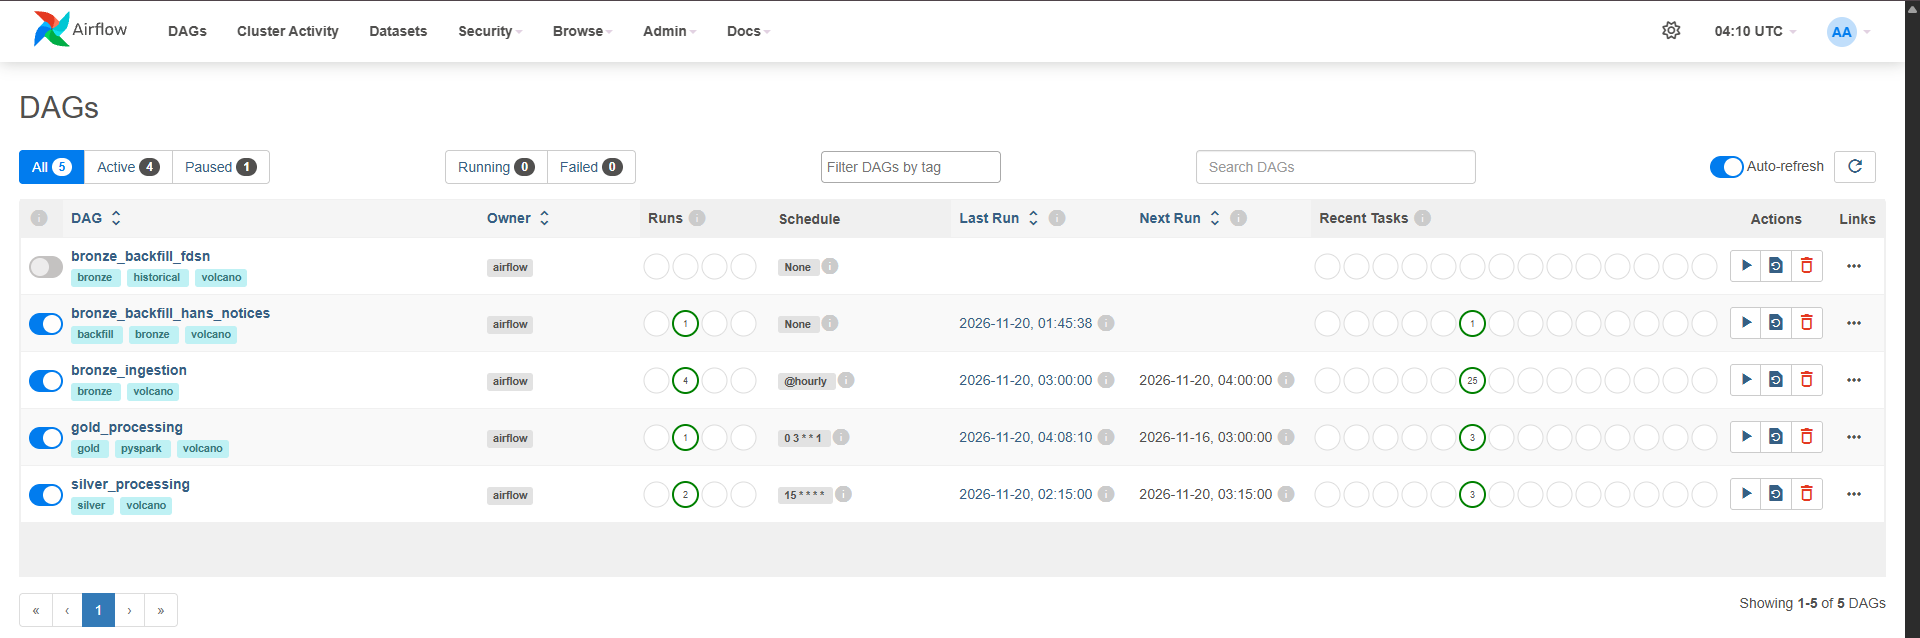 Airflow DAGs Cluster Activity Datasets Security Browse Admin Docs 04:10 UTC AA
DAGs
All 5 Active 4 Paused 1 Running 0 Failed 0 Filter DAGs by tag Search DAGs Auto-refresh
i DAG Owner Runs i Schedule Last Run i Next Run i Recent Tasks i Actions Links
bronze_backfill_fdsn
bronze historical volcano airflow None i
bronze_backfill_hans_notices
backfill bronze volcano airflow 1 None i 2026-11-20, 01:45:38 i 1
bronze_ingestion
bronze volcano airflow 4 @hourly i 2026-11-20, 03:00:00 i 2026-11-20, 04:00:00 i 25
gold_processing
gold pyspark volcano airflow 1 0 3 * * 1 i 2026-11-20, 04:08:10 i 2026-11-16, 03:00:00 i 3
silver_processing
silver volcano airflow 2 15 * * * * i 2026-11-20, 02:15:00 i 2026-11-20, 03:15:00 i 3
« ‹ 1 › » Showing 1-5 of 5 DAGs